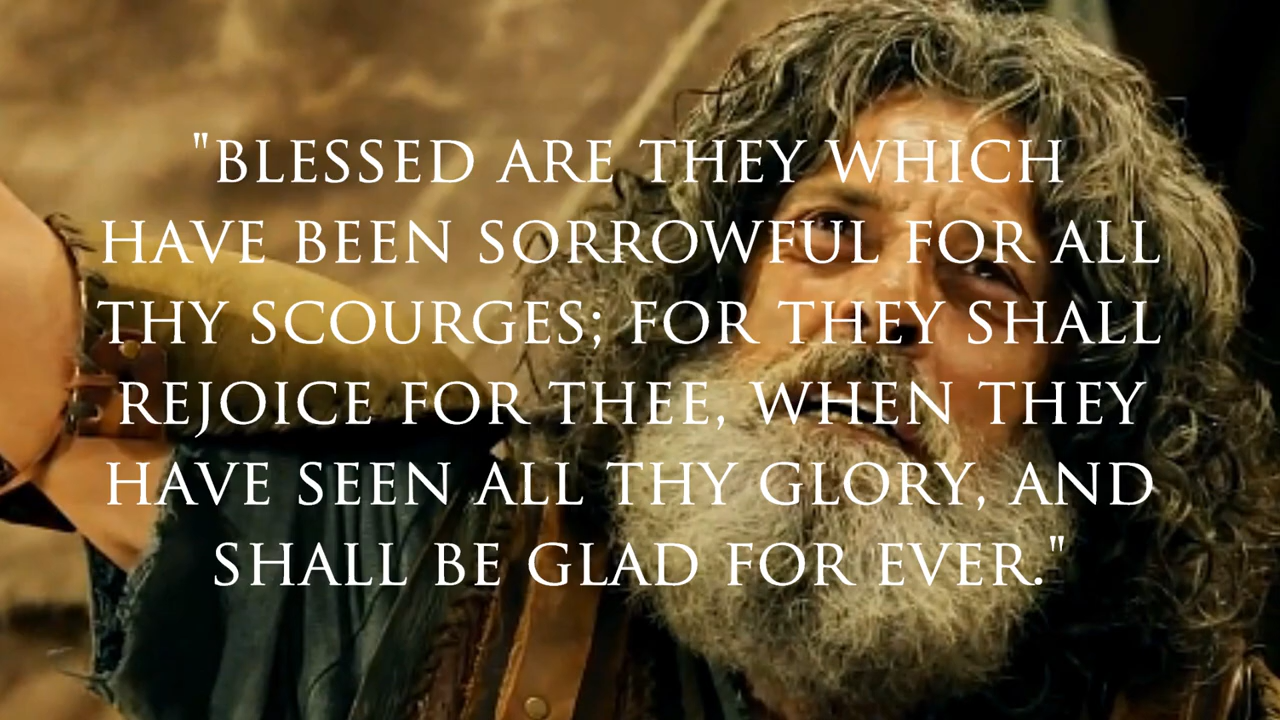 "BLESSED ARE THEY WHICH
HAVE BEEN SORROWFUL FOR ALL
THY SCOURGES; FOR THEY SHALL
REJOICE FOR THEE, WHEN THEY
HAVE SEEN ALL THY GLORY, AND
SHALL BE GLAD FOR EVER."